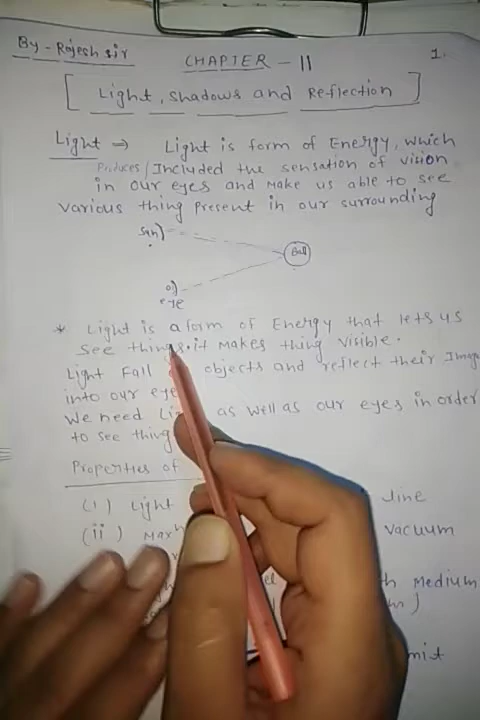 By - Rajesh sir
CHAPTER - 11
1.
[ Light, Shadows and Reflection ]
Light ⇒ Light is form of Energy, which
Produces/Included the sensation of vision
in our eyes and make us able to see
various thing present in our surrounding
Sun
Ball
eye
* Light is a form of Energy that lets us
see things. it makes thing visible.
Light Fall objects and reflect their Image
into our eye
We need Li as well as our eyes in order
to see thing
Properties of
(i) Light line
(ii) Max vacuum
Medium
mit